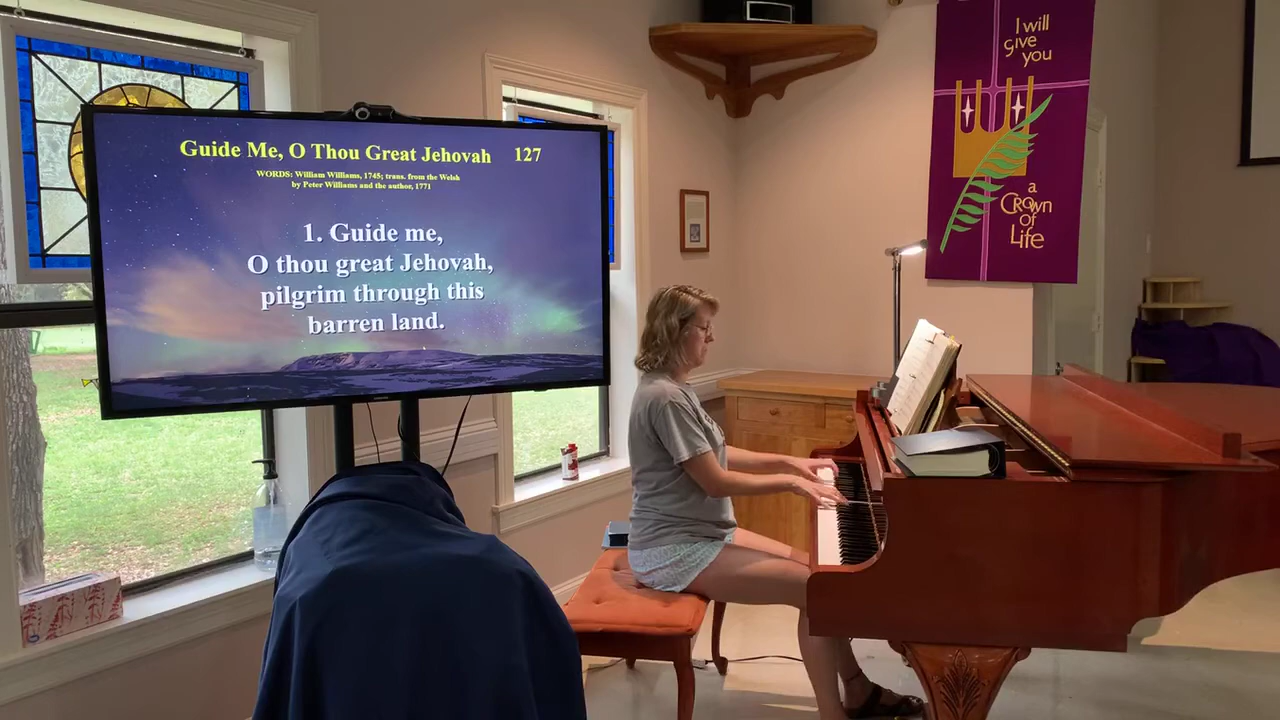 Guide Me, O Thou Great Jehovah 127
WORDS: William Williams, 1745; trans. from the Welsh
by Peter Williams and the author, 1771
1. Guide me,
O thou great Jehovah,
pilgrim through this
barren land.
I will
give
you
a
Crown
of
Life